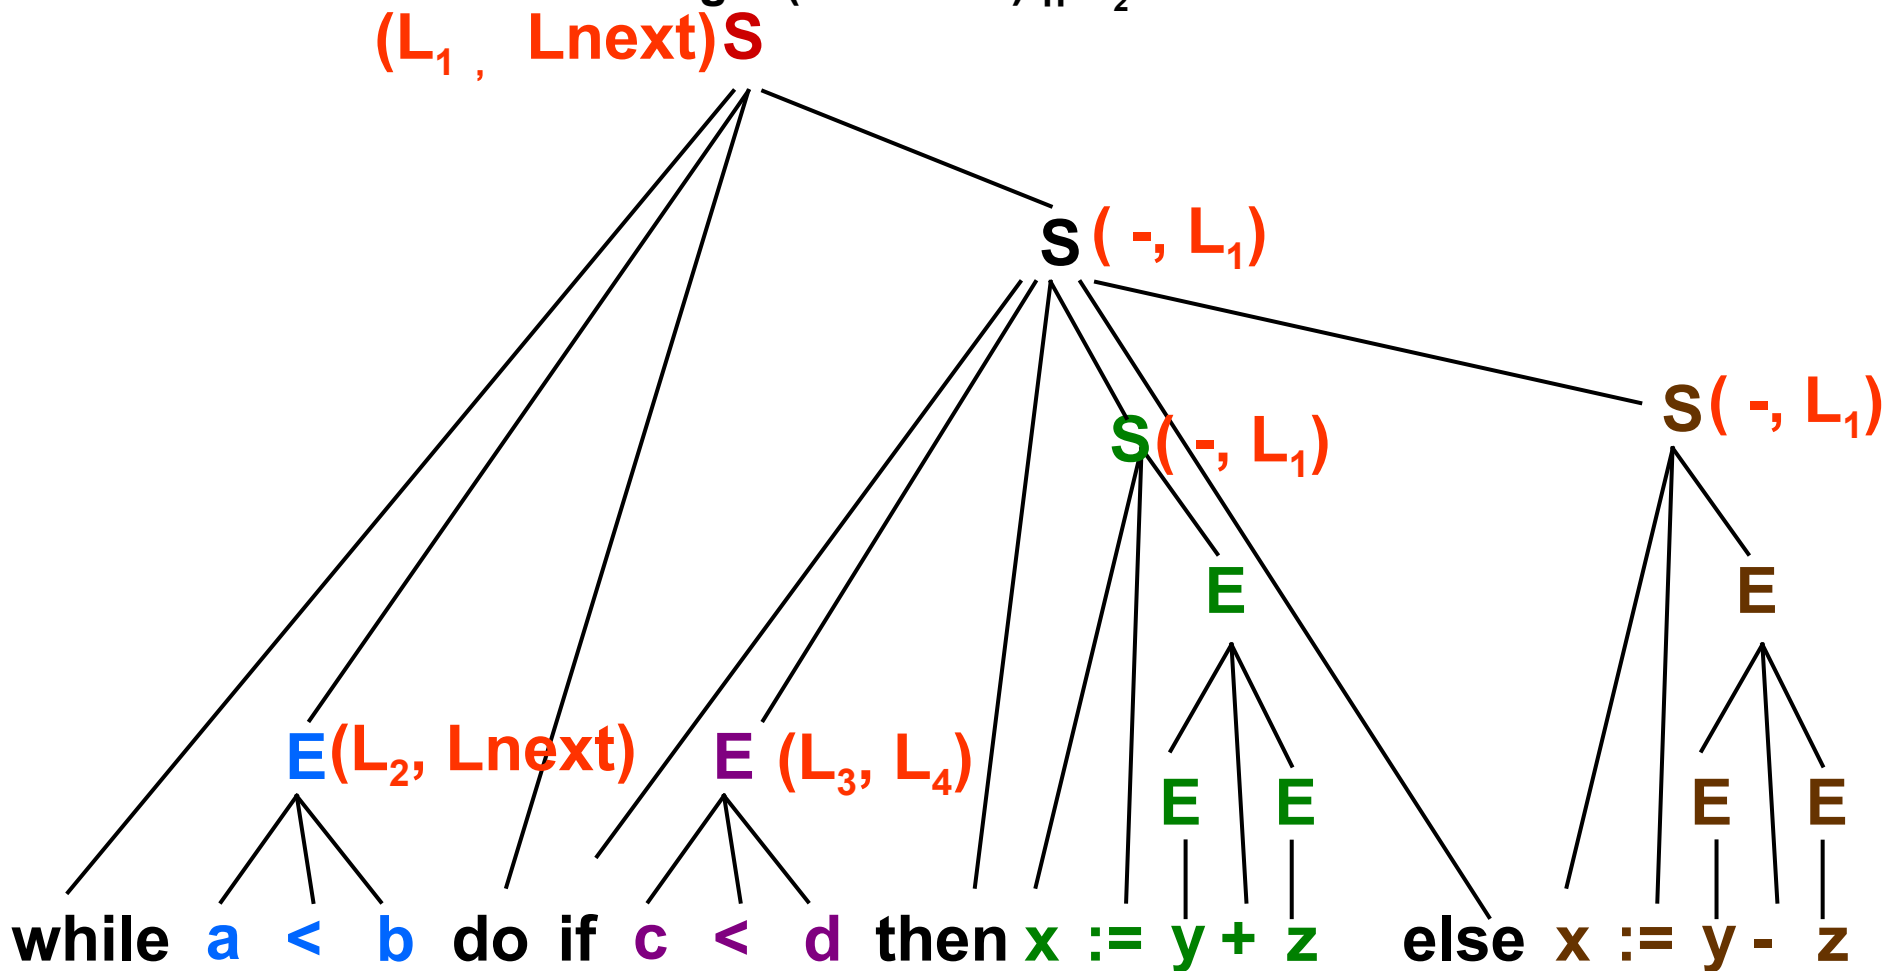 (L₁ , Lnext) S
S ( -, L₁)
S ( -, L₁)
S ( -, L₁)
E
E
E (L₂, Lnext)
E (L₃, L₄)
E E
E E
while a < b do if c < d then x := y + z else x := y - z